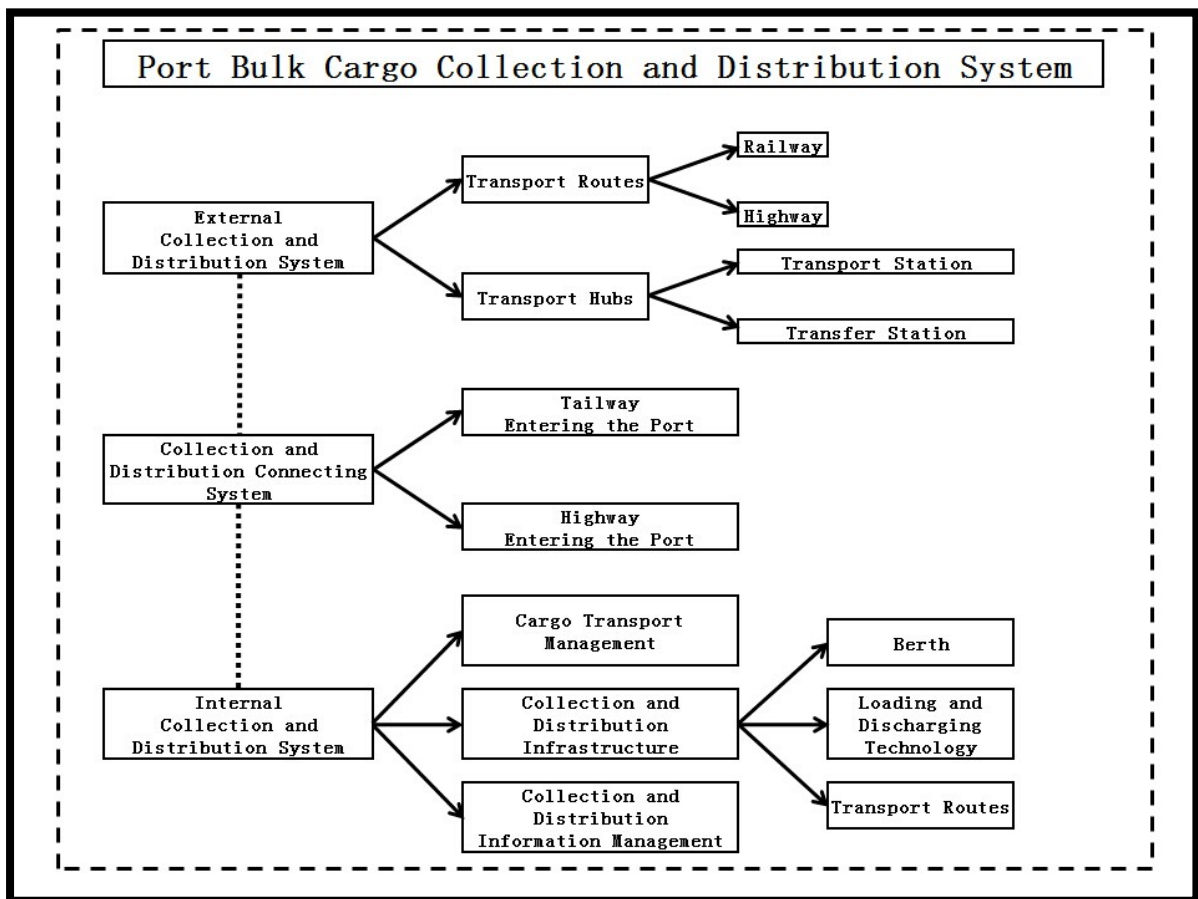 Port Bulk Cargo Collection and Distribution System
Railway
Transport Routes
Highway
External
Collection and
Distribution System
Transport Station
Transport Hubs
Transfer Station
Tailway
Entering the Port
Collection and
Distribution Connecting
System
Highway
Entering the Port
Cargo Transport
Management
Berth
Internal
Collection and
Distribution System
Collection and
Distribution
Infrastructure
Loading and
Discharging
Technology
Transport Routes
Collection and
Distribution
Information Management